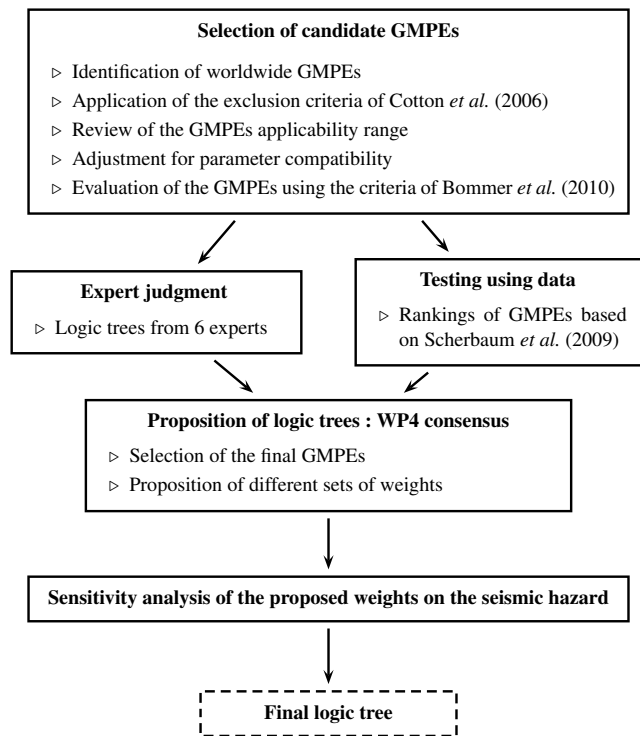 Selection of candidate GMPEs
▷ Identification of worldwide GMPEs
▷ Application of the exclusion criteria of Cotton et al. (2006)
▷ Review of the GMPEs applicability range
▷ Adjustment for parameter compatibility
▷ Evaluation of the GMPEs using the criteria of Bommer et al. (2010)
Expert judgment
▷ Logic trees from 6 experts
Testing using data
▷ Rankings of GMPEs based
on Scherbaum et al. (2009)
Proposition of logic trees : WP4 consensus
▷ Selection of the final GMPEs
▷ Proposition of different sets of weights
Sensitivity analysis of the proposed weights on the seismic hazard
Final logic tree